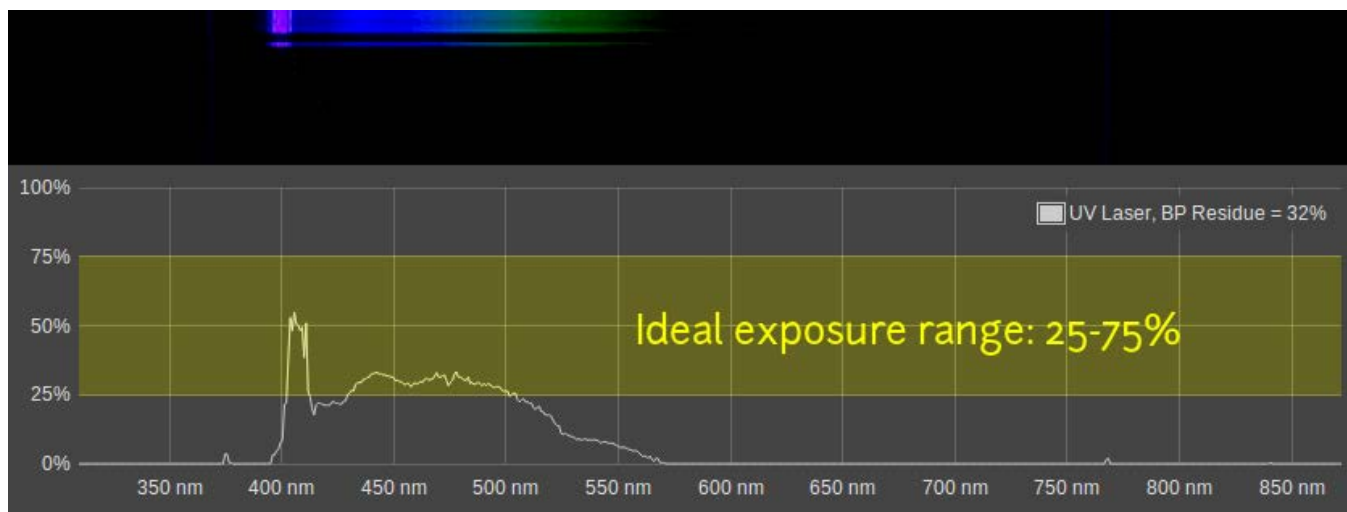 100%
UV Laser, BP Residue = 32%
75%
50%
Ideal exposure range: 25-75%
25%
0%
350 nm 400 nm 450 nm 500 nm 550 nm 600 nm 650 nm 700 nm 750 nm 800 nm 850 nm